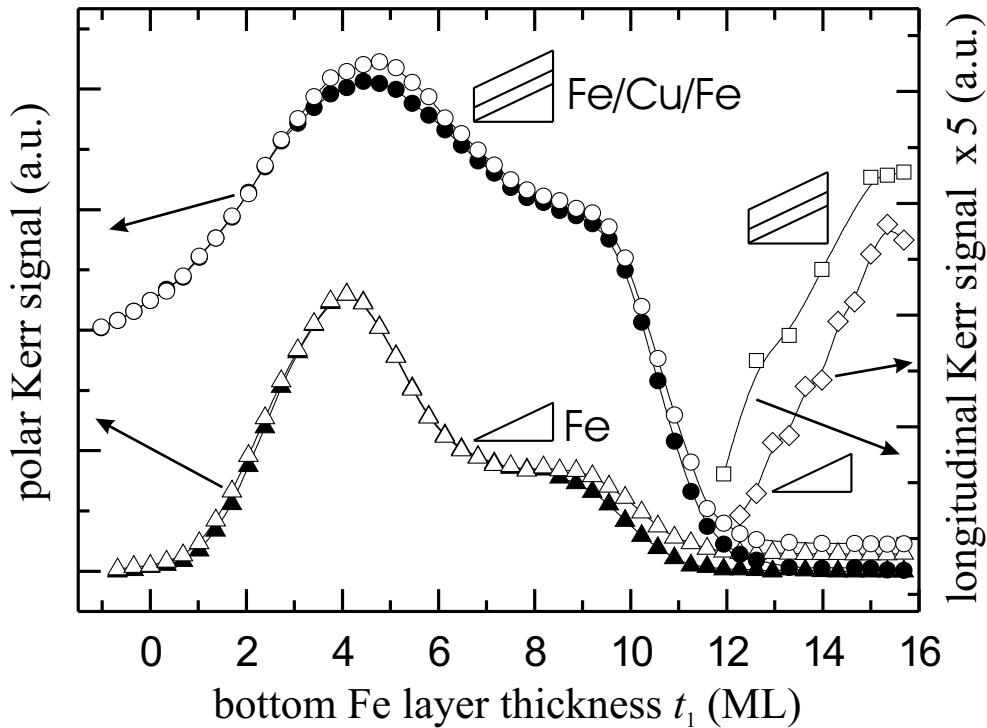 polar Kerr signal (a.u.)
Fe/Cu/Fe
Fe
longitudinal Kerr signal x 5 (a.u.)
0 2 4 6 8 10 12 14 16
bottom Fe layer thickness t1 (ML)